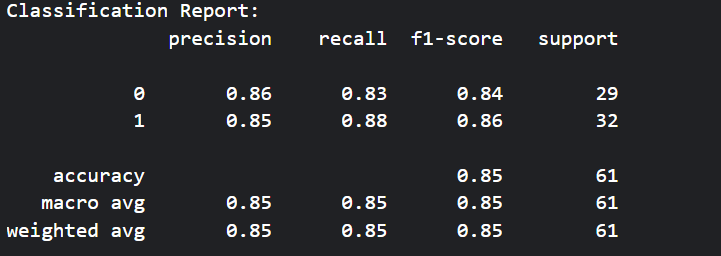 Classification Report:
precision recall f1-score support
0 0.86 0.83 0.84 29
1 0.85 0.88 0.86 32
accuracy 0.85 61
macro avg 0.85 0.85 0.85 61
weighted avg 0.85 0.85 0.85 61